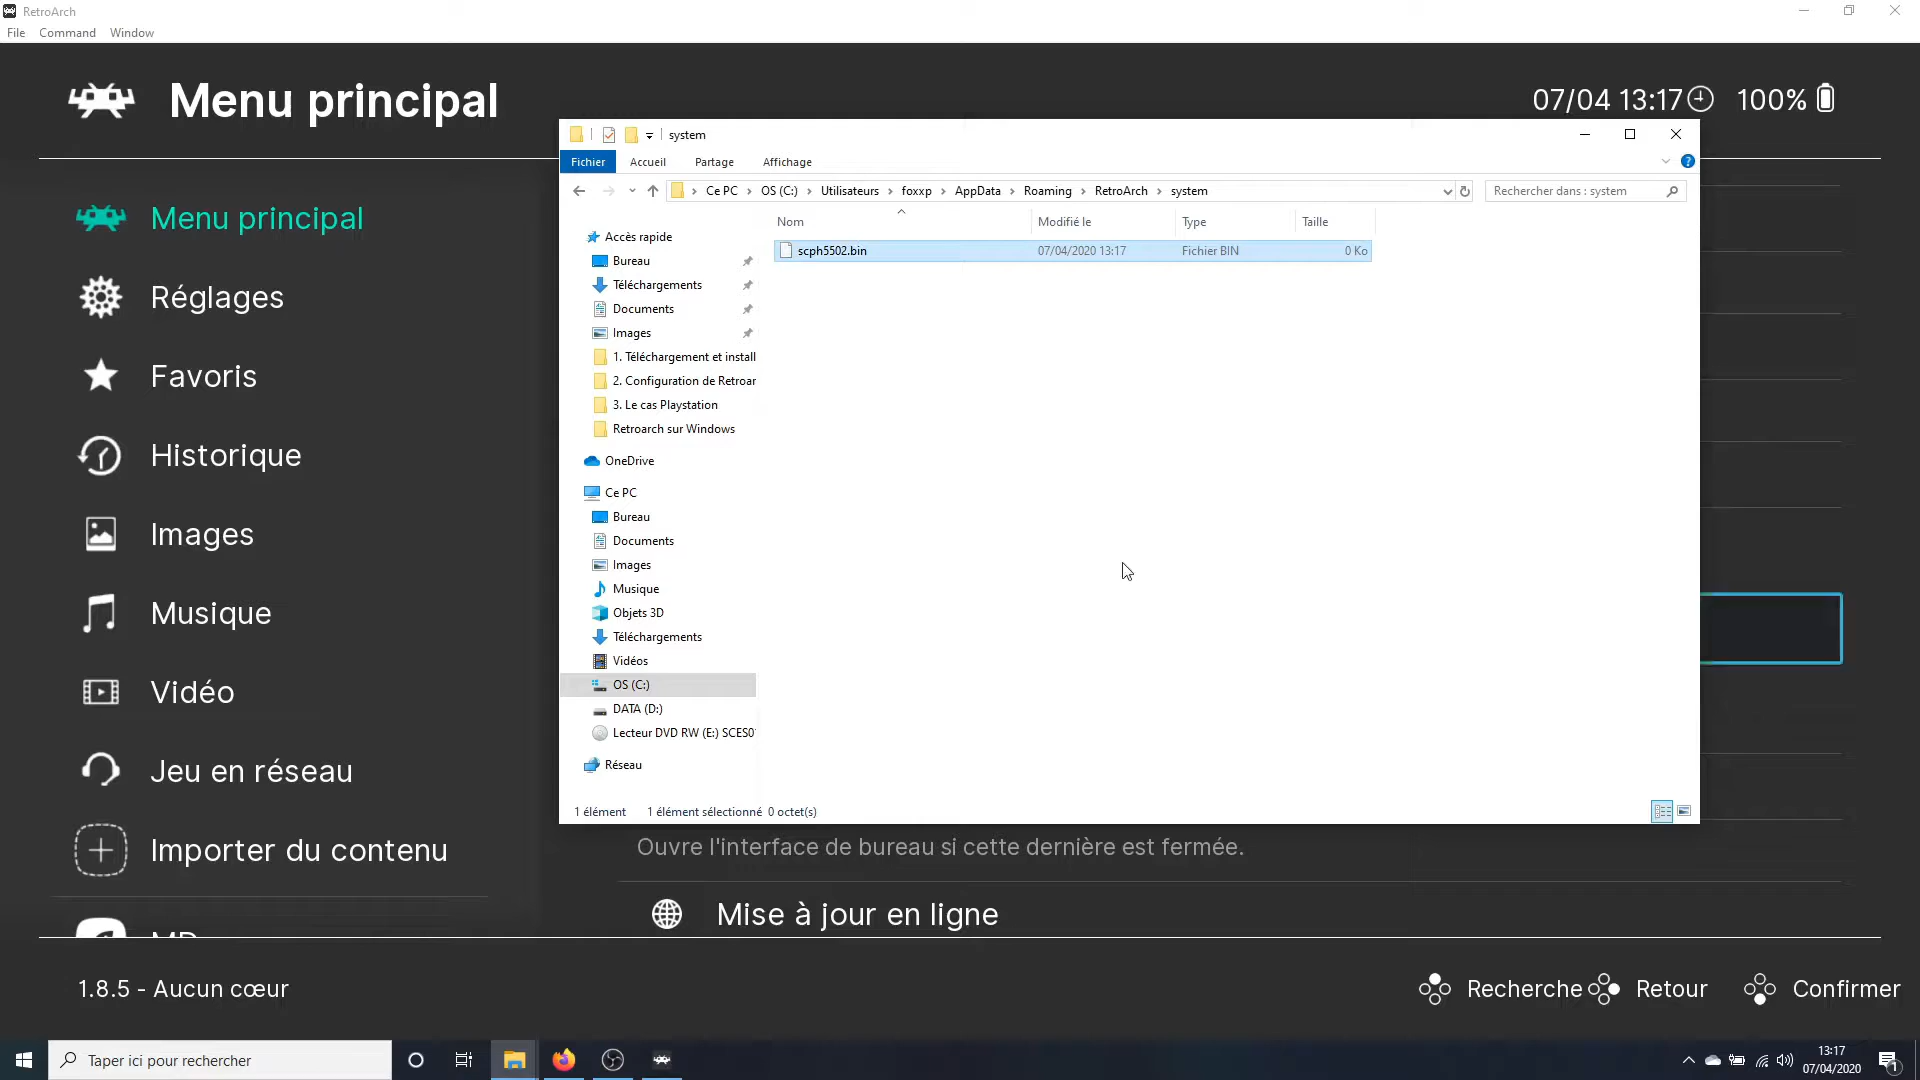 RetroArch
File Command Window
Menu principal
07/04 13:17 100%
system
Fichier Accueil Partage Affichage
Ce PC OS (C:) Utilisateurs foxxp AppData Roaming RetroArch system
Rechercher dans : system
Nom Modifié le Type Taille
scph5502.bin 07/04/2020 13:17 Fichier BIN 0 Ko
Accès rapide
Bureau
Téléchargements
Documents
Images
1. Téléchargement et install
2. Configuration de Retroar
3. Le cas Playstation
Retroarch sur Windows
OneDrive
Ce PC
Bureau
Documents
Images
Musique
Objets 3D
Téléchargements
Vidéos
OS (C:)
DATA (D:)
Lecteur DVD RW (E:) SCES0
Réseau
1 élément 1 élément sélectionné 0 octet(s)
Menu principal
Réglages
Favoris
Historique
Images
Musique
Vidéo
Jeu en réseau
Importer du contenu
Ouvre l'interface de bureau si cette dernière est fermée.
Mise à jour en ligne
1.8.5 - Aucun cœur
Recherche Retour Confirmer
Taper ici pour rechercher
13:17
07/04/2020
1